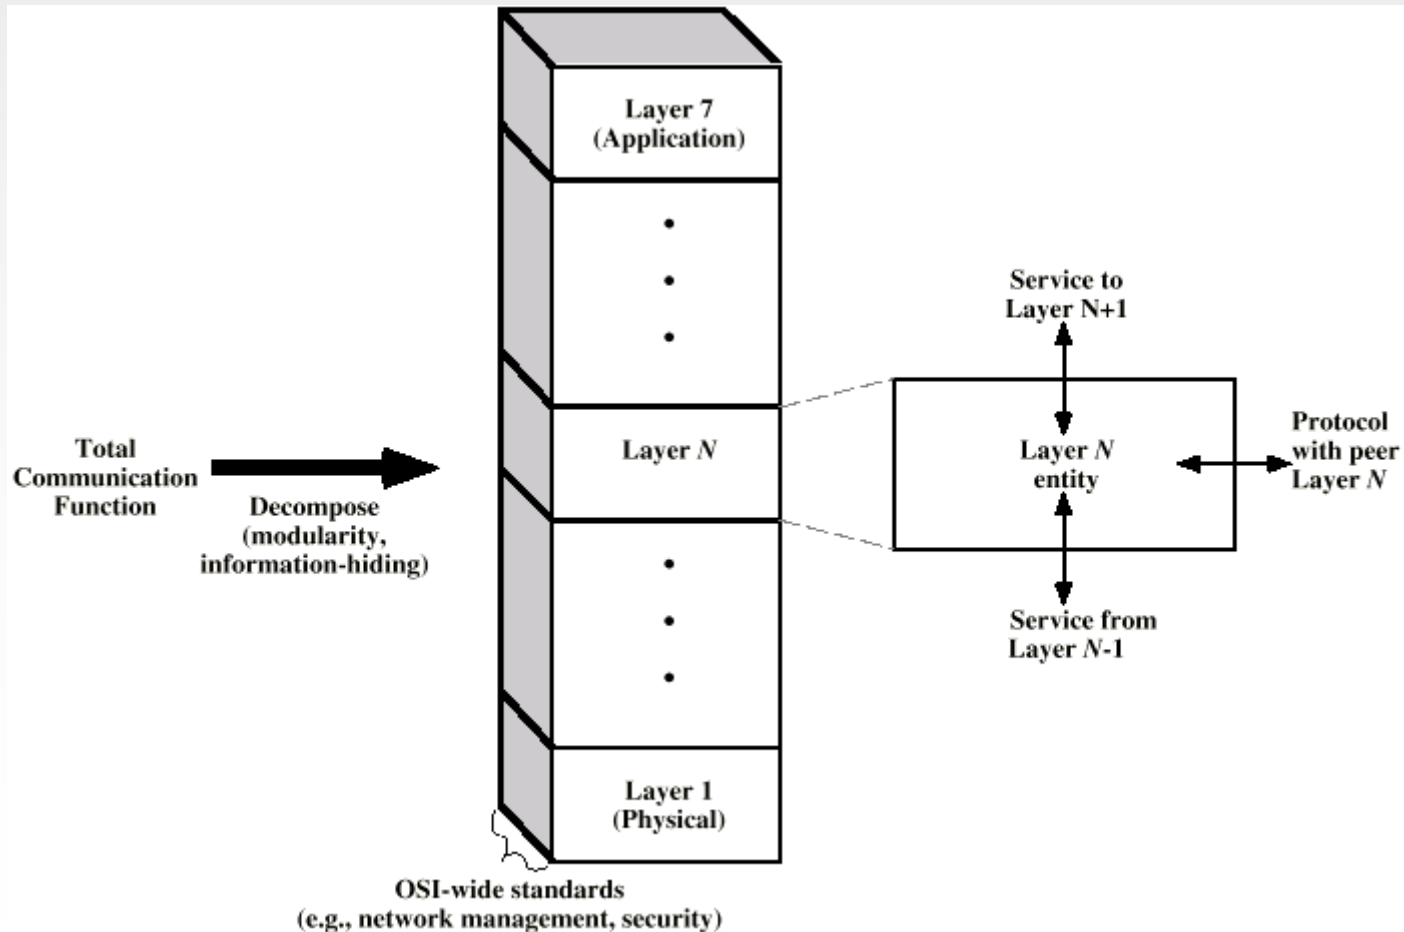 Layer 7
(Application)
Service to
Layer N+1
Total
Communication
Function
Decompose
(modularity,
information-hiding)
Layer N
Layer N
entity
Protocol
with peer
Layer N
Service from
Layer N-1
Layer 1
(Physical)
OSI-wide standards
(e.g., network management, security)